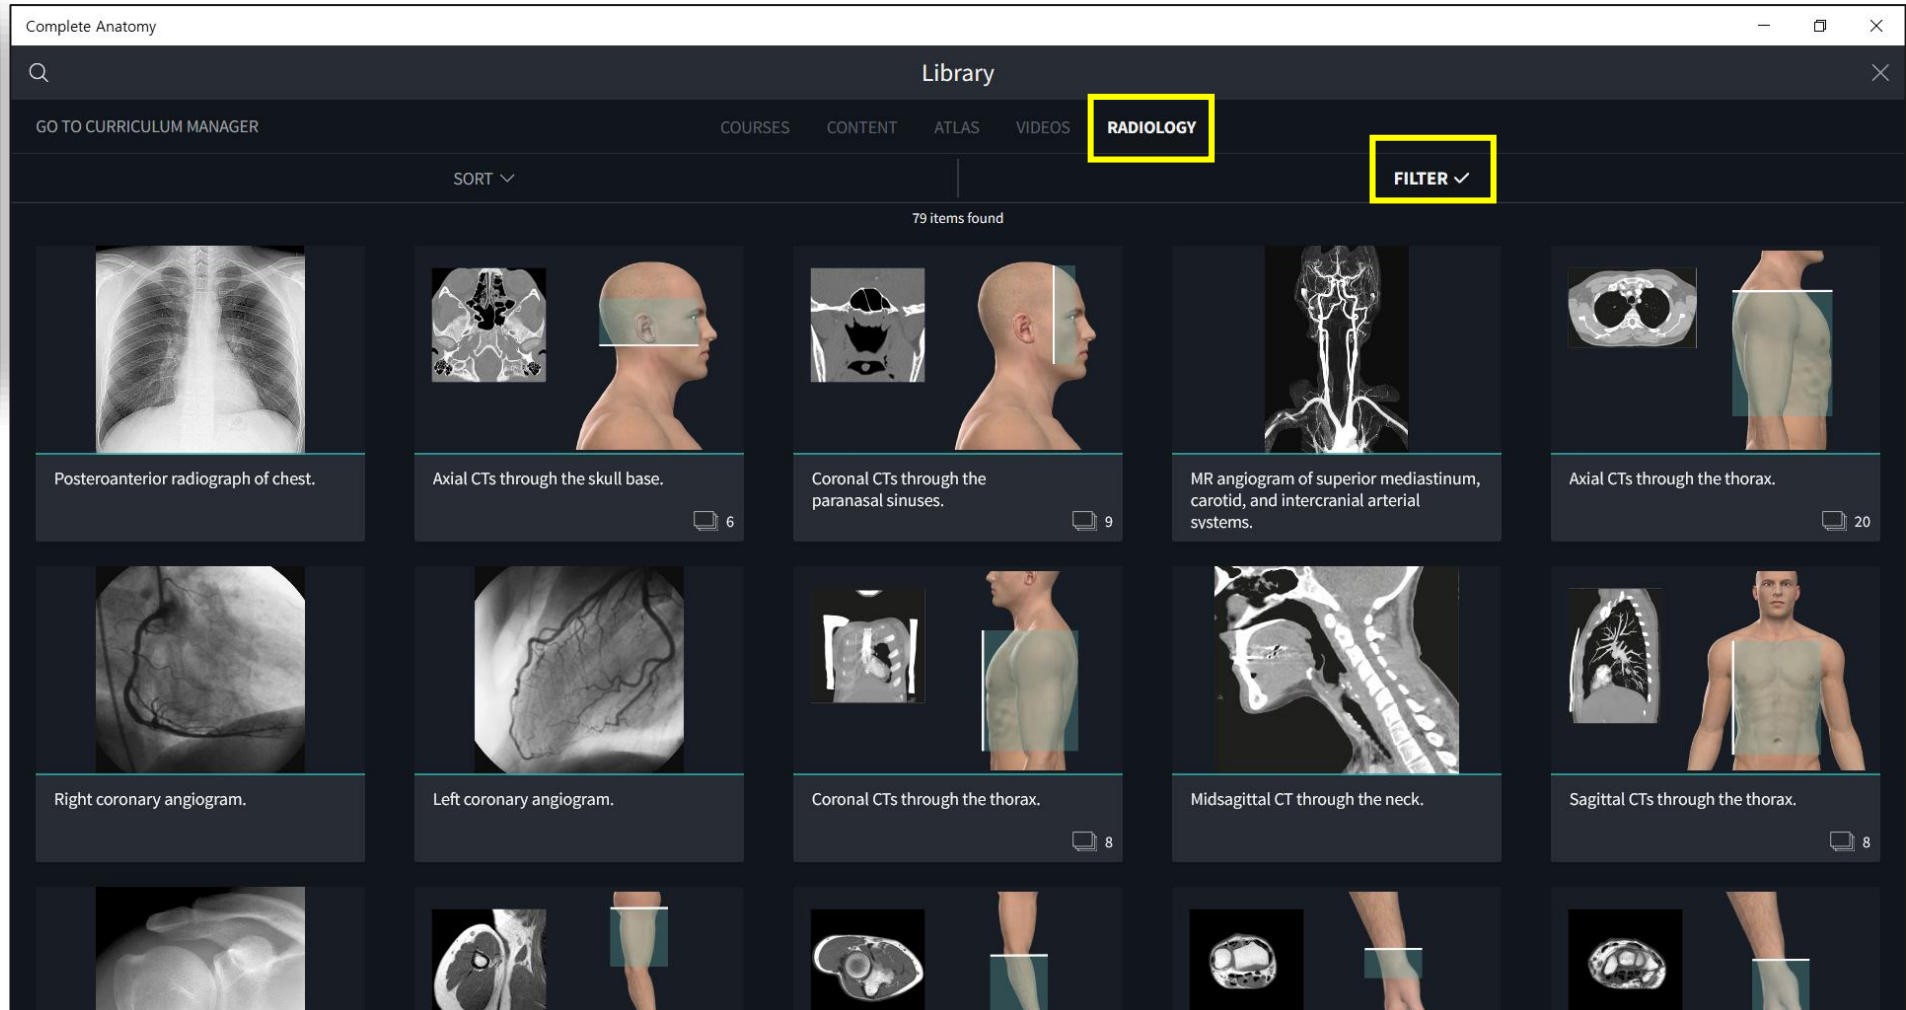 Complete Anatomy
Library
GO TO CURRICULUM MANAGER
COURSES
CONTENT
ATLAS
VIDEOS
RADIOLOGY
SORT
FILTER
79 items found
Posteroanterior radiograph of chest.
Axial CTs through the skull base.
6
Coronal CTs through the
paranasal sinuses.
9
MR angiogram of superior mediastinum,
carotid, and intercranial arterial
systems.
Axial CTs through the thorax.
20
Right coronary angiogram.
Left coronary angiogram.
Coronal CTs through the thorax.
8
Midsagittal CT through the neck.
Sagittal CTs through the thorax.
8